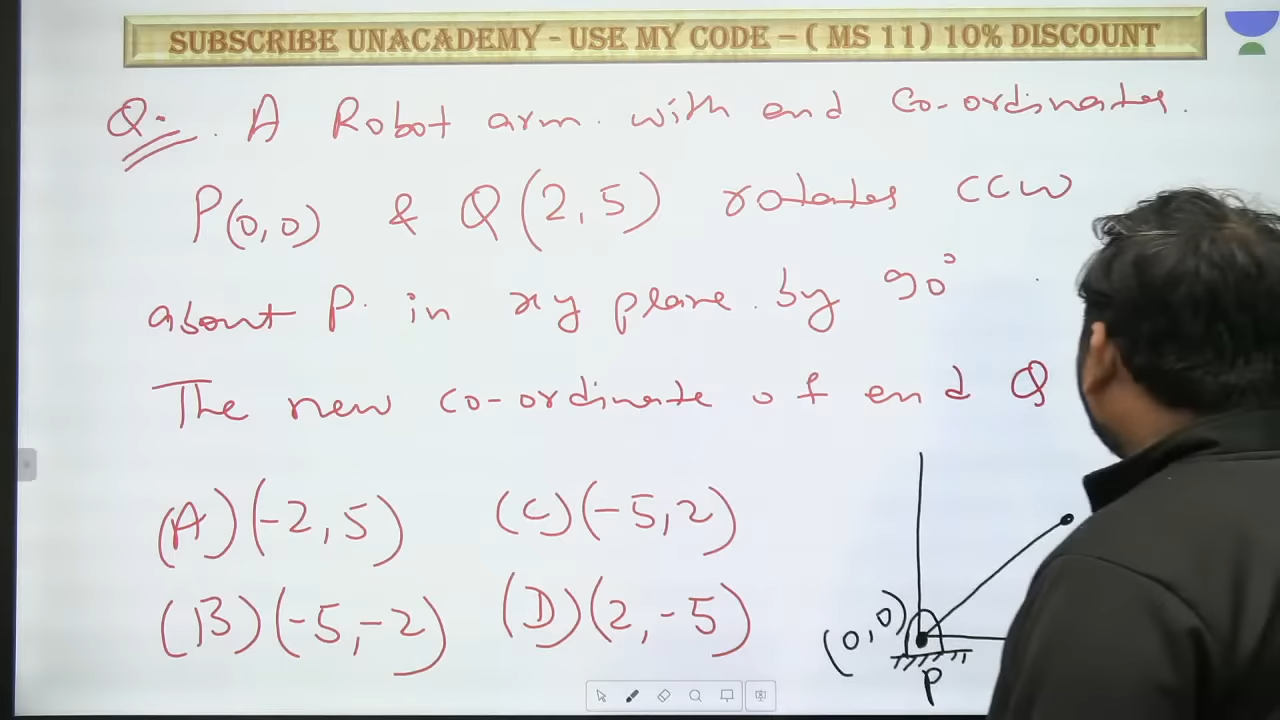 SUBSCRIBE UNACADEMY - USE MY CODE - ( MS 11) 10% DISCOUNT
Q. A Robot arm with end Co-ordinates.
P(0,0) & Q(2,5) rotates CCW
about P in xy plane by 90°
The new co-ordinate of end Q
(A)(-2,5) (C)(-5,2)
(B)(-5,-2) (D)(2,-5)
(0,0)
P